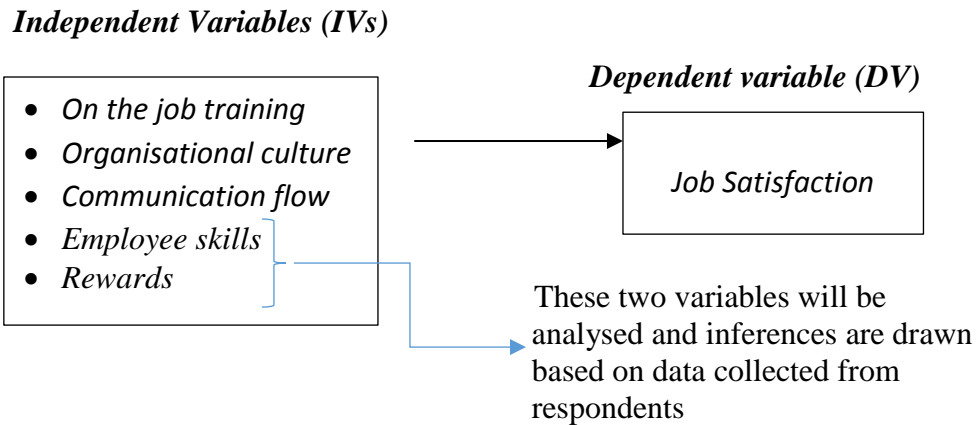 Independent Variables (IVs)
Dependent variable (DV)
• On the job training
• Organisational culture
• Communication flow
• Employee skills
• Rewards
Job Satisfaction
These two variables will be
analysed and inferences are drawn
based on data collected from
respondents